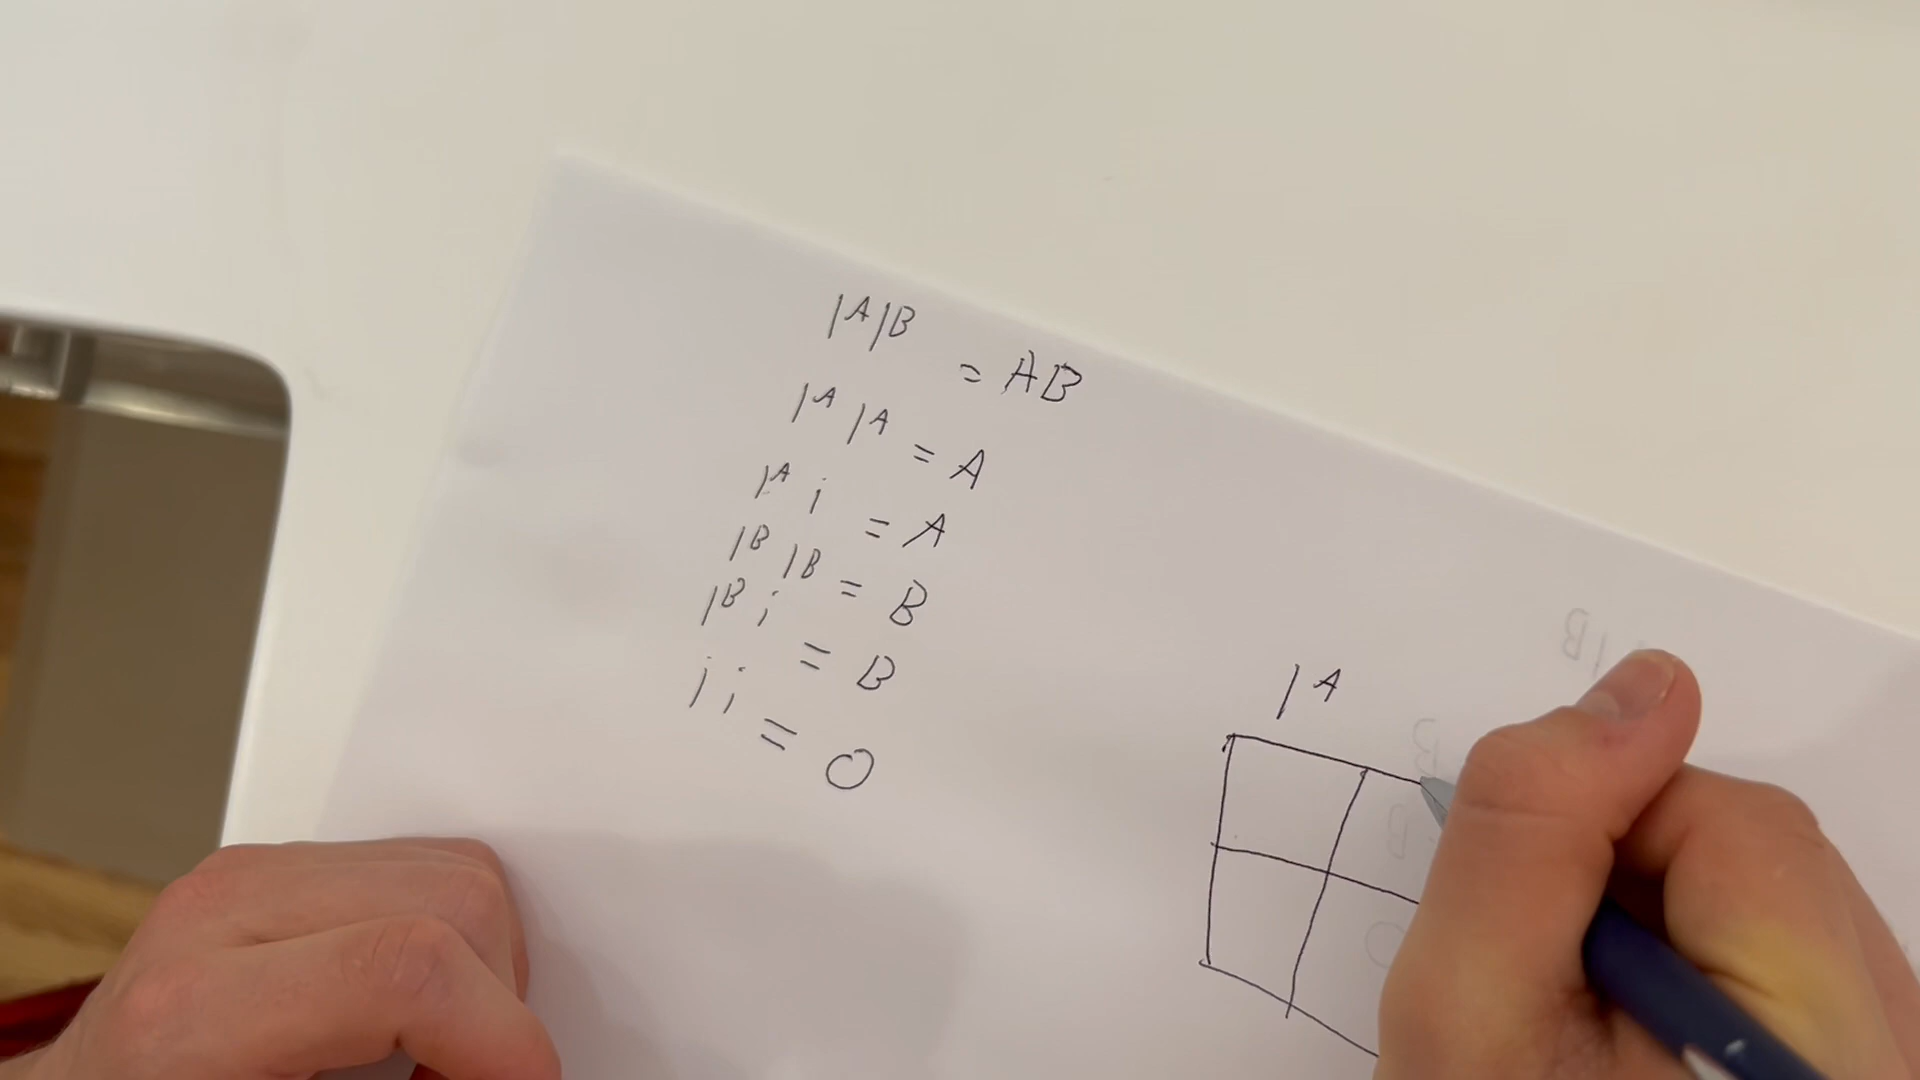 I^A I^B = AB
I^A I^A = A
I^A i = A
I^B I^B = B
I^B i = B
i i = O
I^A